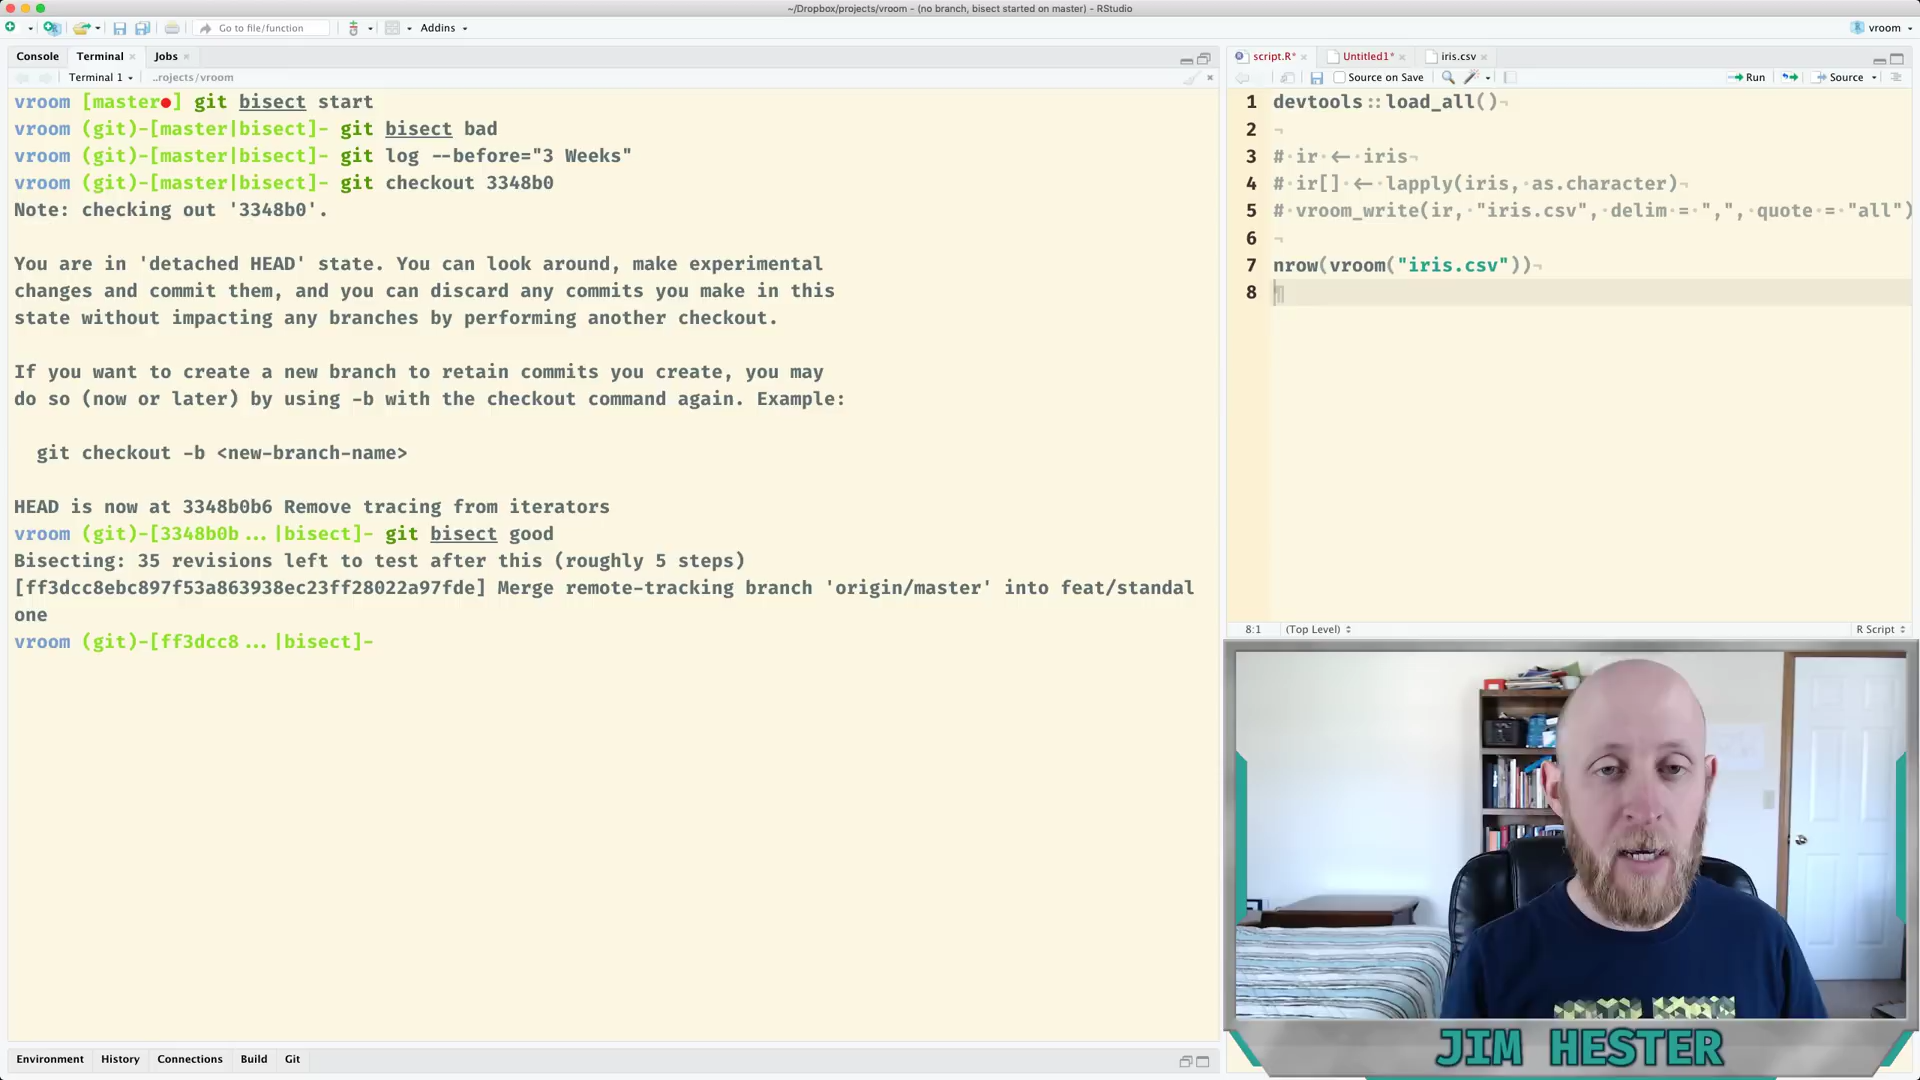 ~/Dropbox/projects/vroom - (no branch, bisect started on master) - RStudio
Go to file/function
Addins
vroom
Console
Terminal
Jobs
Terminal 1
..rojects/vroom
vroom [master●] git bisect start
vroom (git)-[master|bisect]- git bisect bad
vroom (git)-[master|bisect]- git log --before="3 Weeks"
vroom (git)-[master|bisect]- git checkout 3348b0
Note: checking out '3348b0'.
You are in 'detached HEAD' state. You can look around, make experimental
changes and commit them, and you can discard any commits you make in this
state without impacting any branches by performing another checkout.
If you want to create a new branch to retain commits you create, you may
do so (now or later) by using -b with the checkout command again. Example:
git checkout -b <new-branch-name>
HEAD is now at 3348b0b6 Remove tracing from iterators
vroom (git)-[3348b0b...|bisect]- git bisect good
Bisecting: 35 revisions left to test after this (roughly 5 steps)
[ff3dcc8ebc897f53a863938ec23ff28022a97fde] Merge remote-tracking branch 'origin/master' into feat/standal
one
vroom (git)-[ff3dcc8...|bisect]-
Environment
History
Connections
Build
Git
script.R*
Untitled1*
iris.csv
Source on Save
Run
Source
1 devtools::load_all()¬
2 ¬
3 #·ir·<-·iris¬
4 #·ir[]·<-·lapply(iris,·as.character)¬
5 #·vroom_write(ir,·"iris.csv",·delim·=·",",·quote·=·"all")
6 ¬
7 nrow(vroom("iris.csv"))¬
8 ¶
8:1
(Top Level)
R Script
JIM HESTER